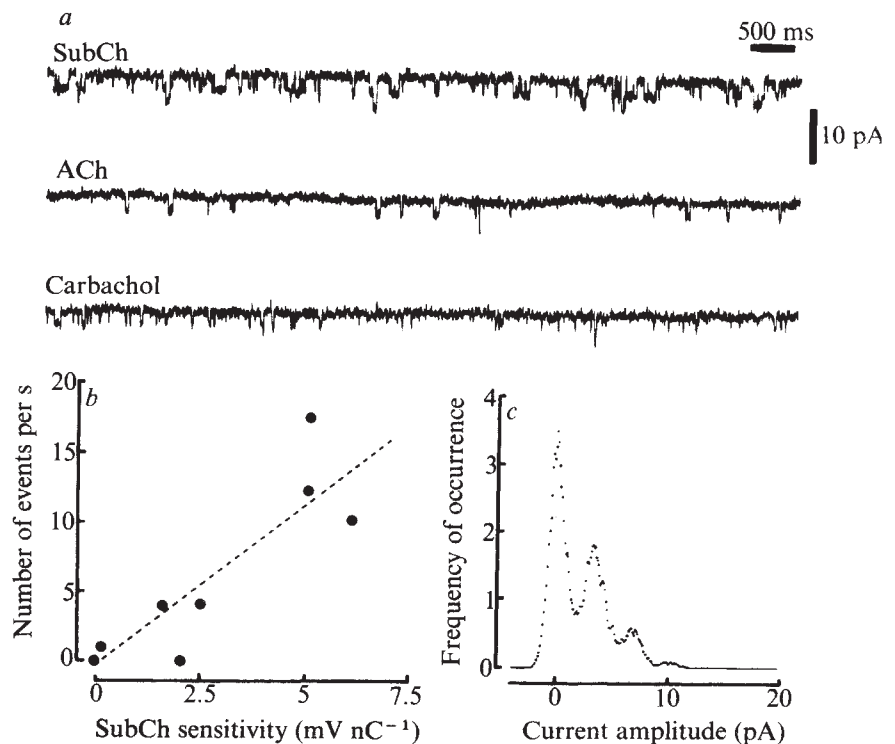 a
SubCh
500 ms
10 pA
ACh
Carbachol
b
Number of events per s
20
15
10
5
0
0
2.5
5
7.5
SubCh sensitivity (mV nC⁻¹)
c
Frequency of occurrence
4
3
2
1
0
0
10
20
Current amplitude (pA)